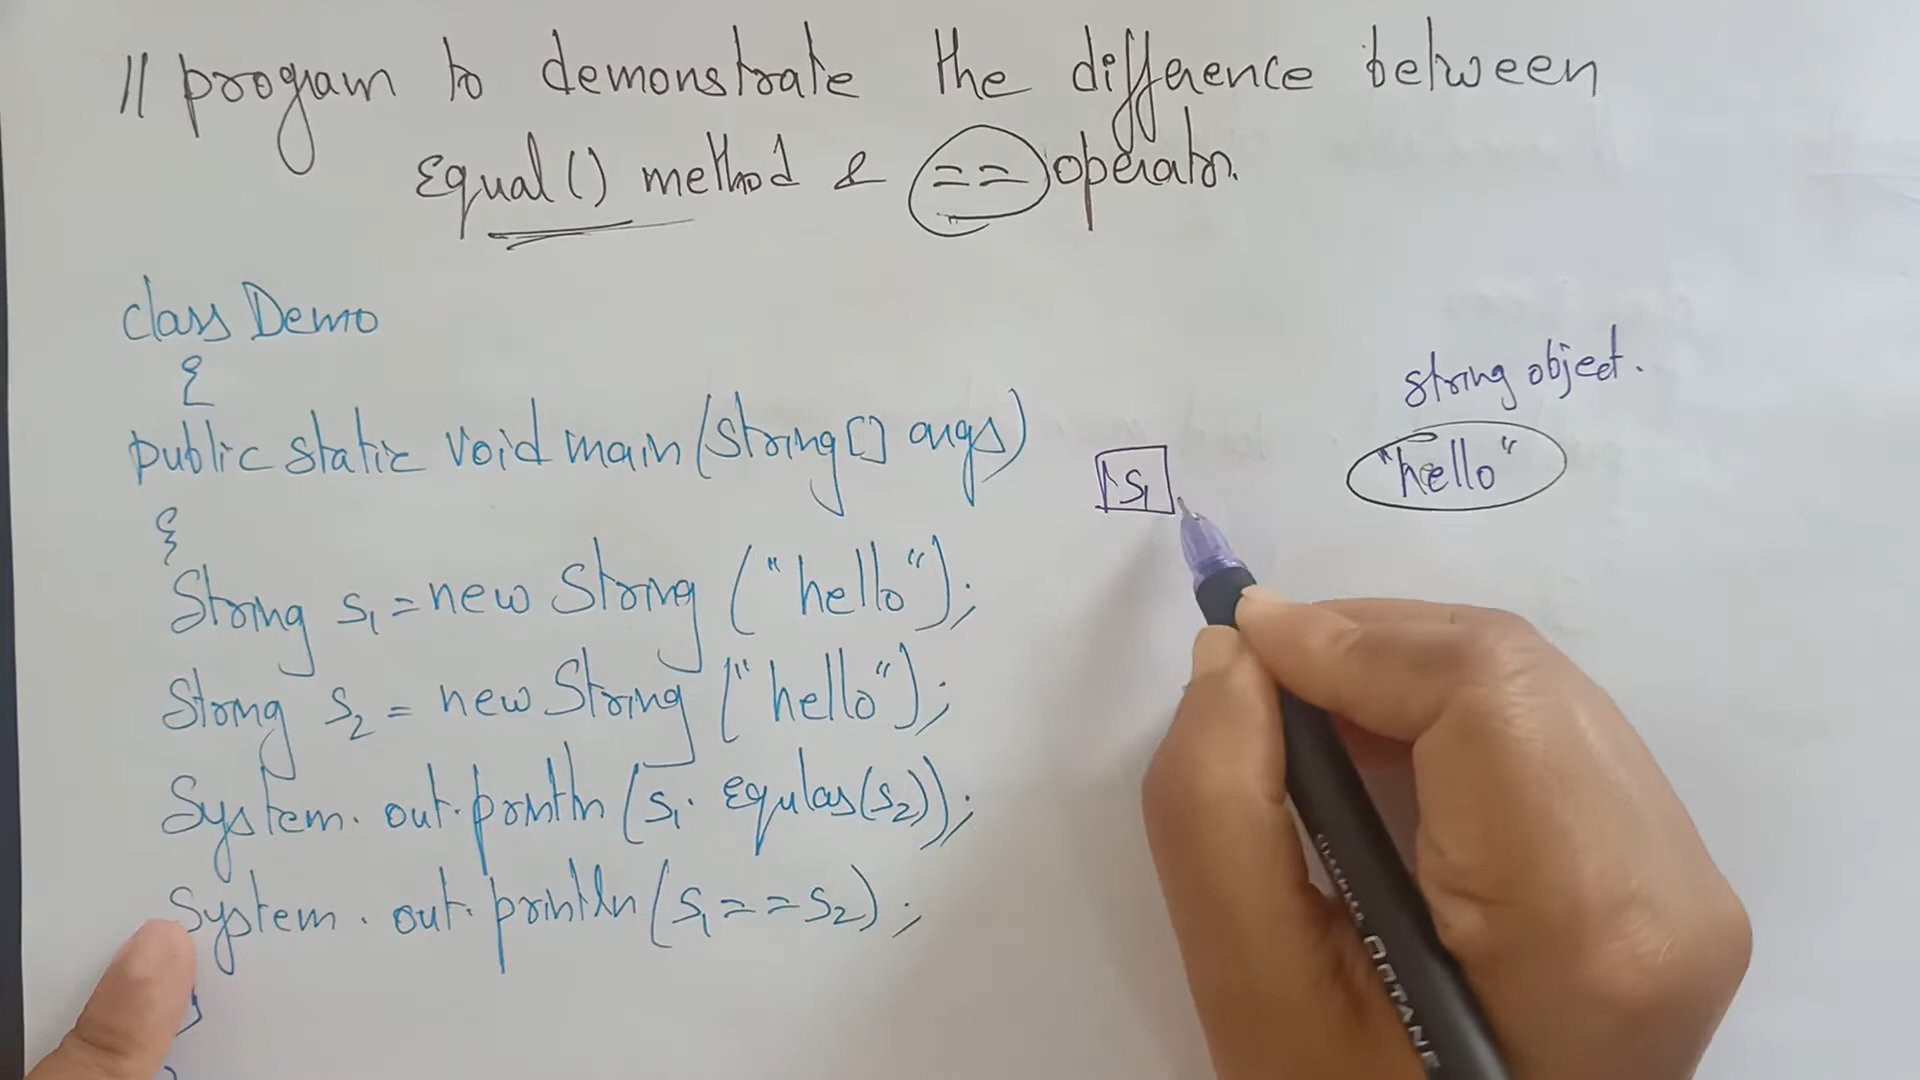 // program to demonstrate the difference between
Equal() method & == operator.
class Demo
{
public static void main(String[] args)
{
String s1 = new String ("hello");
String s2 = new String ("hello");
System.out.println (s1. equlas(s2));
System.out.println (s1==s2);
}
}
string object.
"hello"
s1